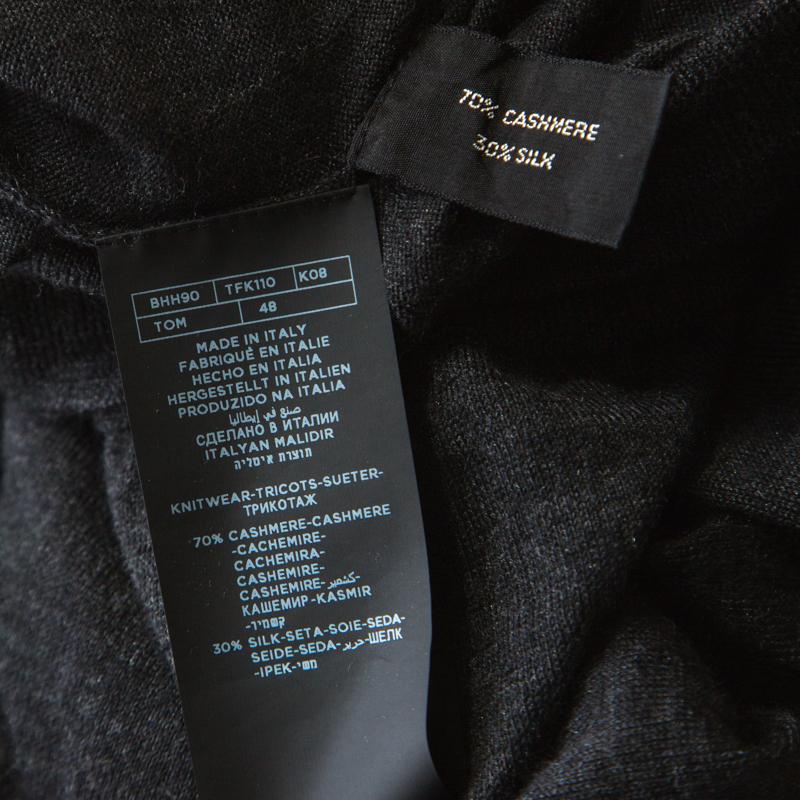 70% CASHMERE
30% SILK
BHH90 TFK110 K08
TOM 48
MADE IN ITALY
FABRIQUÉ EN ITALIE
HECHO EN ITALIA
HERGESTELLT IN ITALIEN
PRODUZIDO NA ITALIA
صنع في إيطاليا
СДЕЛАНО В ИТАЛИИ
ITALYAN MALIDIR
תוצרת איטליה
KNITWEAR-TRICOTS-SUETER-
ТРИКОТАЖ
70% CASHMERE-CASHMERE
-CACHEMIRE-
CACHEMIRA-
CASHEMIRE-
CASHEMIRE-كشمير-
КАШЕМИР-KASMIR
-קשמיר
30% SILK-SETA-SOIE-SEDA-
SEIDE-SEDA-حرير-ШЕЛК
-IPEK-משי